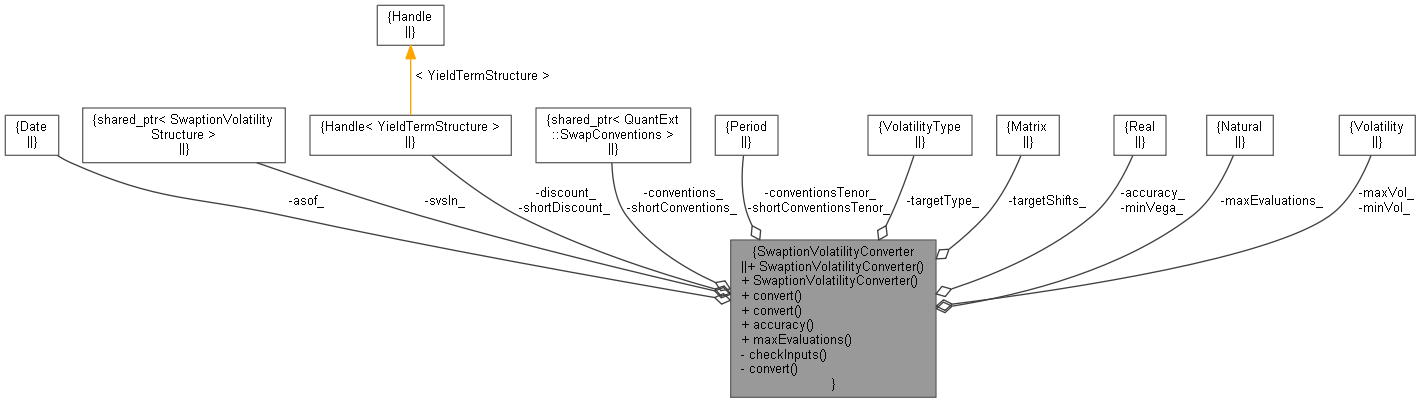 {Handle
||}
< YieldTermStructure >
{Date
||}
{shared_ptr< SwaptionVolatility
Structure >
||}
{Handle< YieldTermStructure >
||}
{shared_ptr< QuantExt
::SwapConventions >
||}
{Period
||}
{VolatilityType
||}
{Matrix
||}
{Real
||}
{Natural
||}
{Volatility
||}
-asof_
-svsIn_
-discount_
-shortDiscount_
-conventions_
-shortConventions_
-conventionsTenor_
-shortConventionsTenor_
-targetType_
-targetShifts_
-accuracy_
-minVega_
-maxEvaluations_
-maxVol_
-minVol_
{SwaptionVolatilityConverter
||+ SwaptionVolatilityConverter()
+ SwaptionVolatilityConverter()
+ convert()
+ convert()
+ accuracy()
+ maxEvaluations()
- checkInputs()
- convert()
}